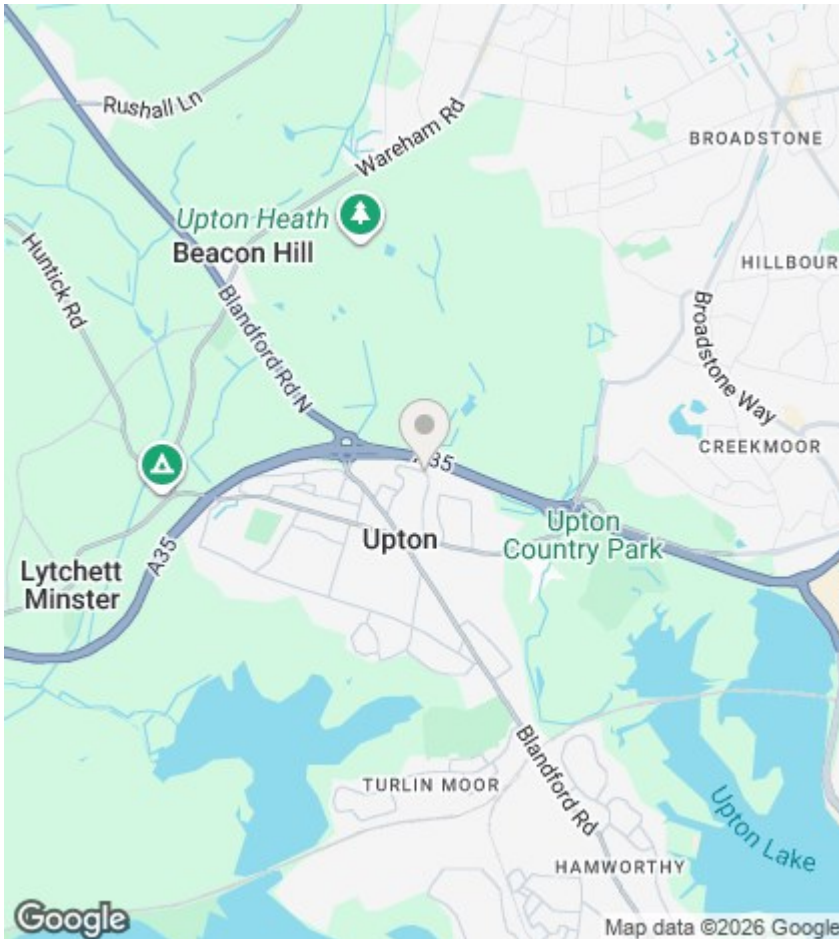 Rushall Ln
Wareham Rd
BROADSTONE
Upton Heath
Beacon Hill
HILLBOUR
Huntick Rd
Blandford Rd N
Broadstone Way
CREEKMOOR
A35
Upton
Upton
Country Park
Lytchett
Minster
A35
TURLIN MOOR
Blandford Rd
Upton Lake
HAMWORTHY
Google
Map data ©2026 Google